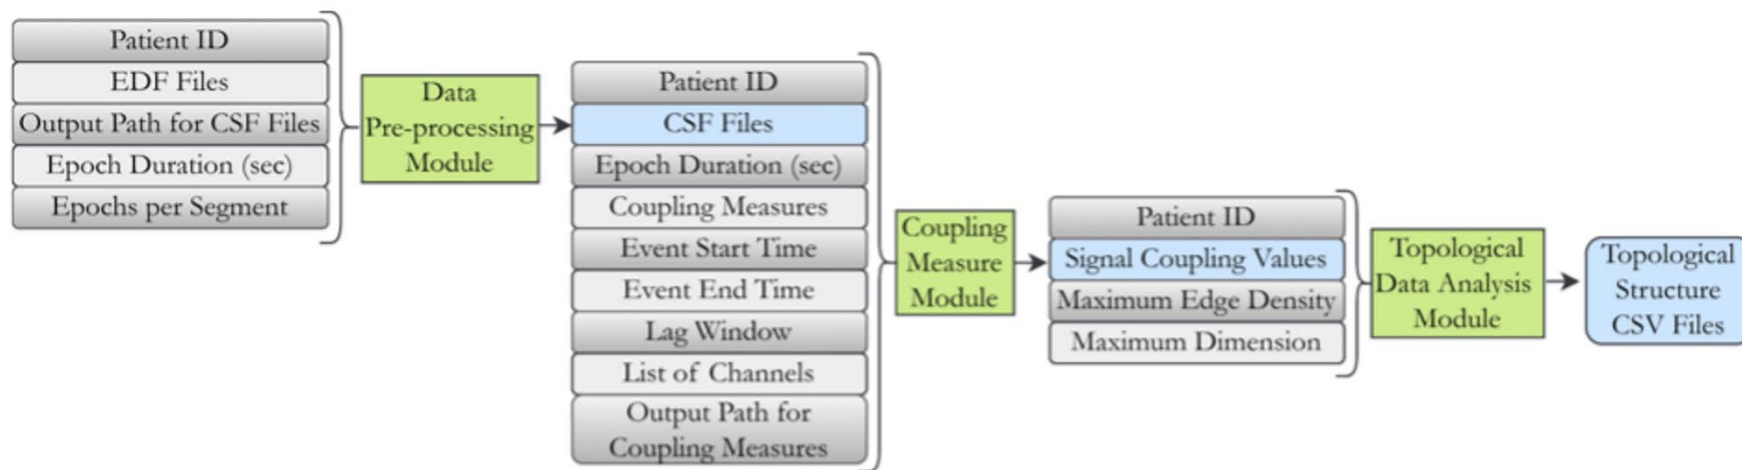 Patient ID
EDF Files
Output Path for CSF Files
Epoch Duration (sec)
Epochs per Segment
Data
Pre-processing
Module
Patient ID
CSF Files
Epoch Duration (sec)
Coupling Measures
Event Start Time
Event End Time
Lag Window
List of Channels
Output Path for
Coupling Measures
Coupling
Measure
Module
Patient ID
Signal Coupling Values
Maximum Edge Density
Maximum Dimension
Topological
Data Analysis
Module
Topological
Structure
CSV Files